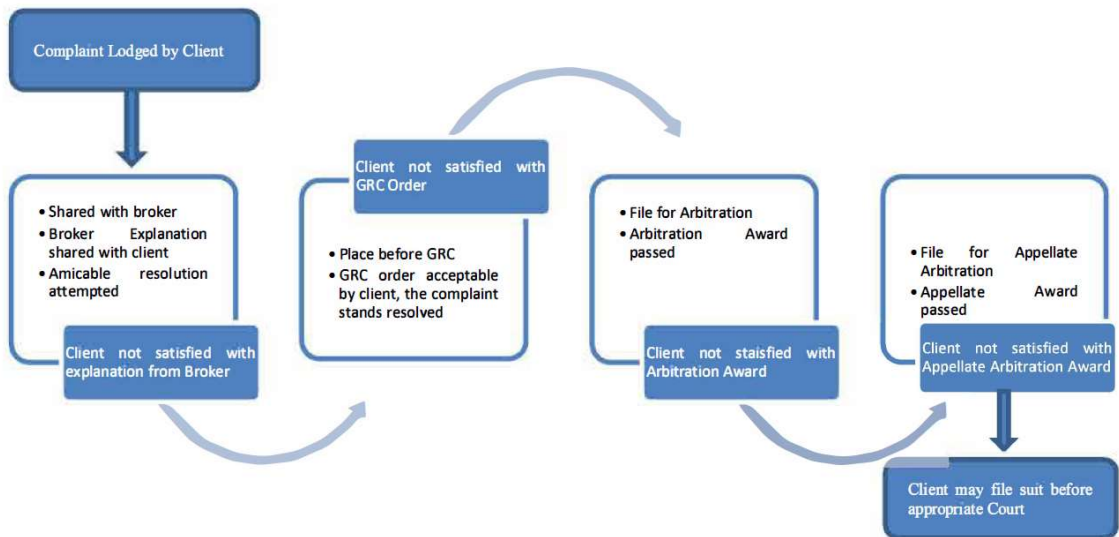 Complaint Lodged by Client
• Shared with broker
• Broker Explanation
shared with client
• Amicable resolution
attempted
Client not satisfied with
explanation from Broker
Client not satisfied with
GRC Order
• Place before GRC
• GRC order acceptable
by client, the complaint
stands resolved
• File for Arbitration
• Arbitration Award
passed
Client not staisfied with
Arbitration Award
• File for Appellate
Arbitration
• Appellate Award
passed
Client not satisfied with
Appellate Arbitration Award
Client may file suit before
appropriate Court